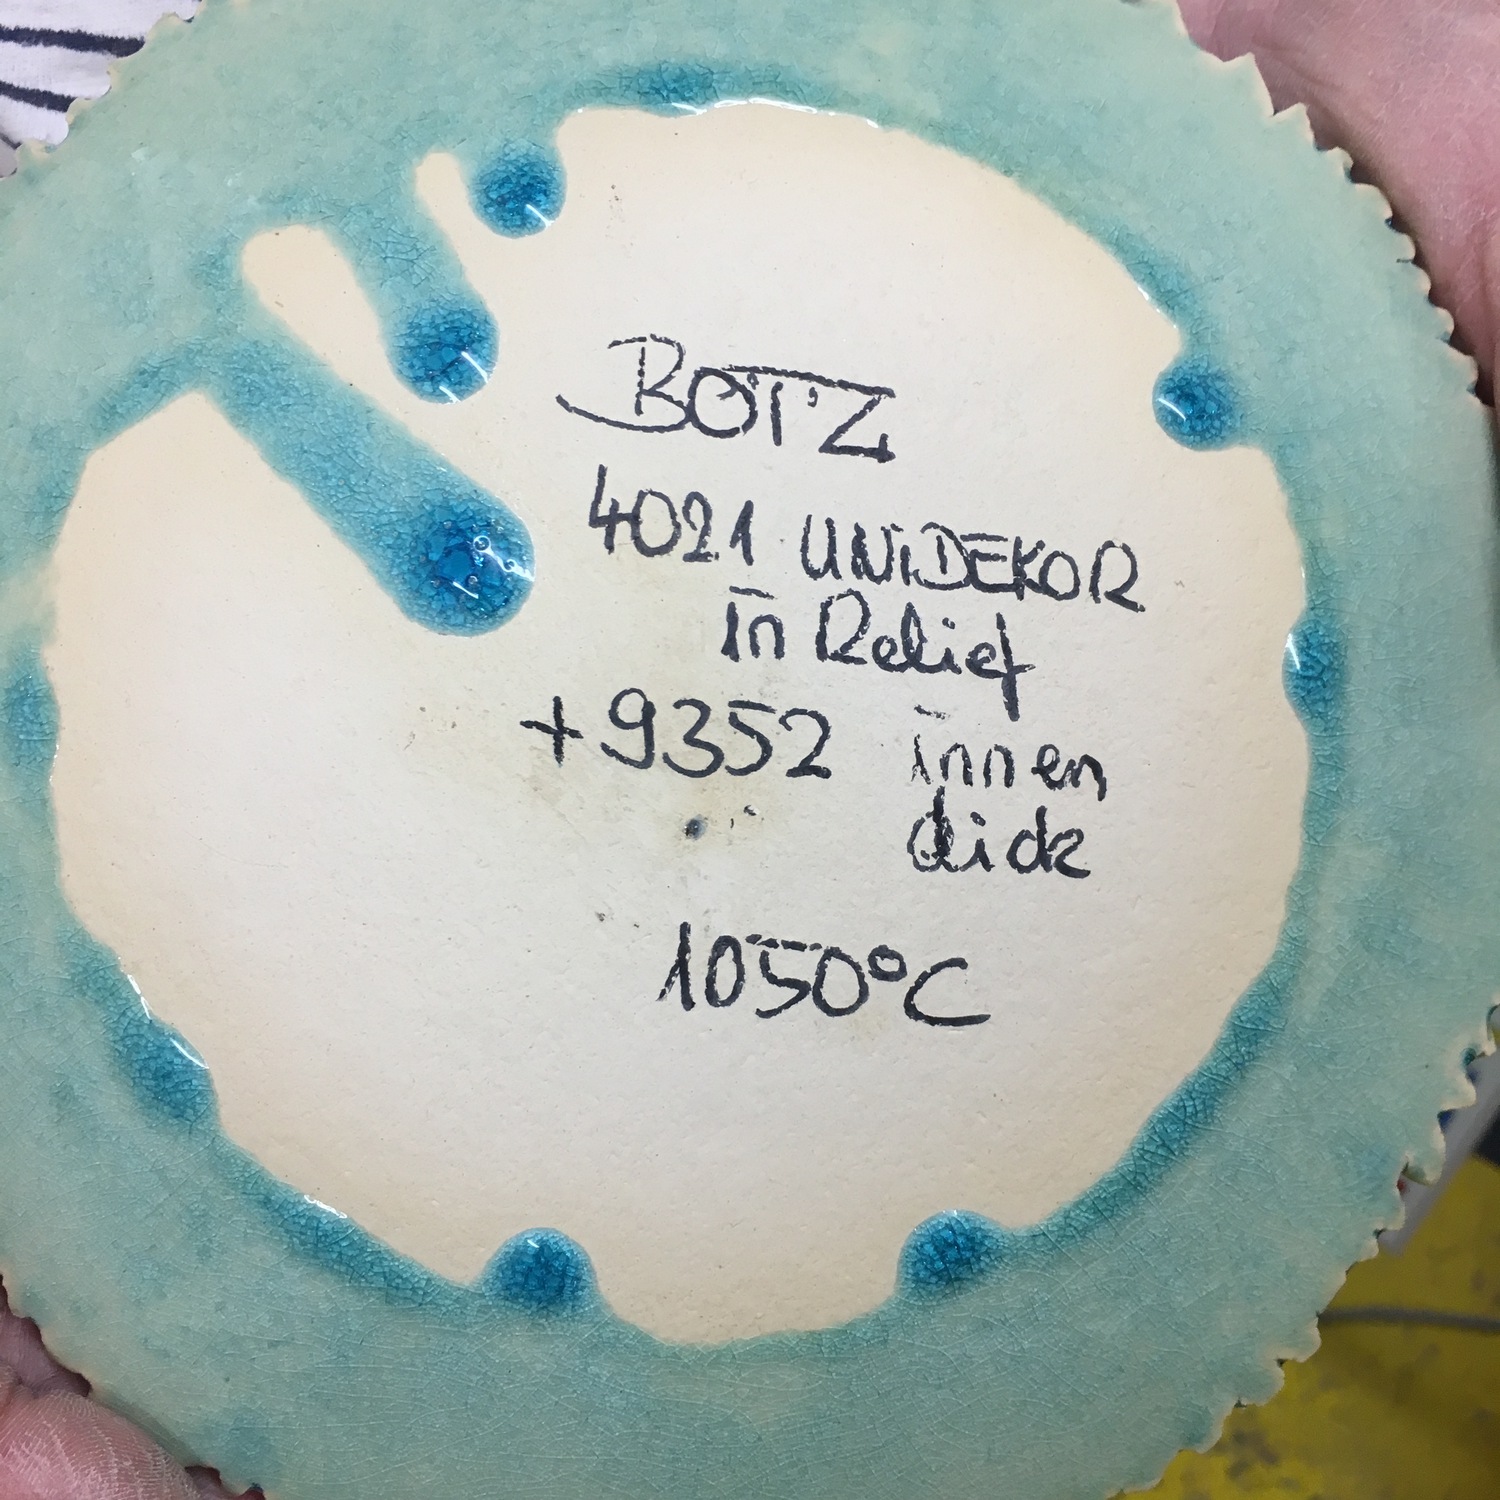 BOTZ
4021 UNiDEKOR
in Relief
+9352 innen
dick
1050°C